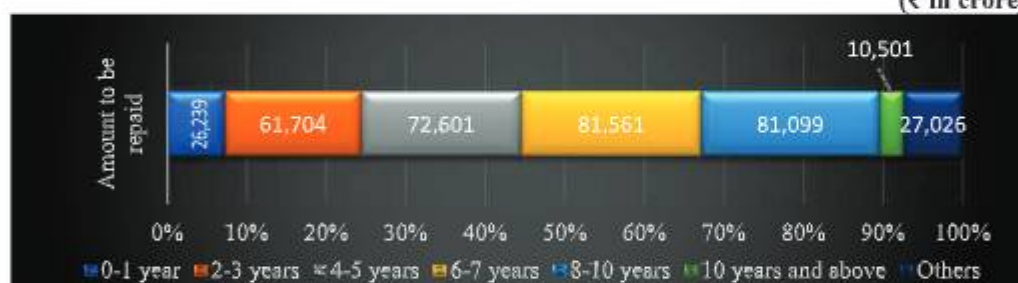 (₹ in crore
10,501
Amount to be
repaid
26,239
61,704
72,601
81,561
81,099
27,026
0% 10% 20% 30% 40% 50% 60% 70% 80% 90% 100%
0-1 year 2-3 years 4-5 years 6-7 years 8-10 years 10 years and above Others